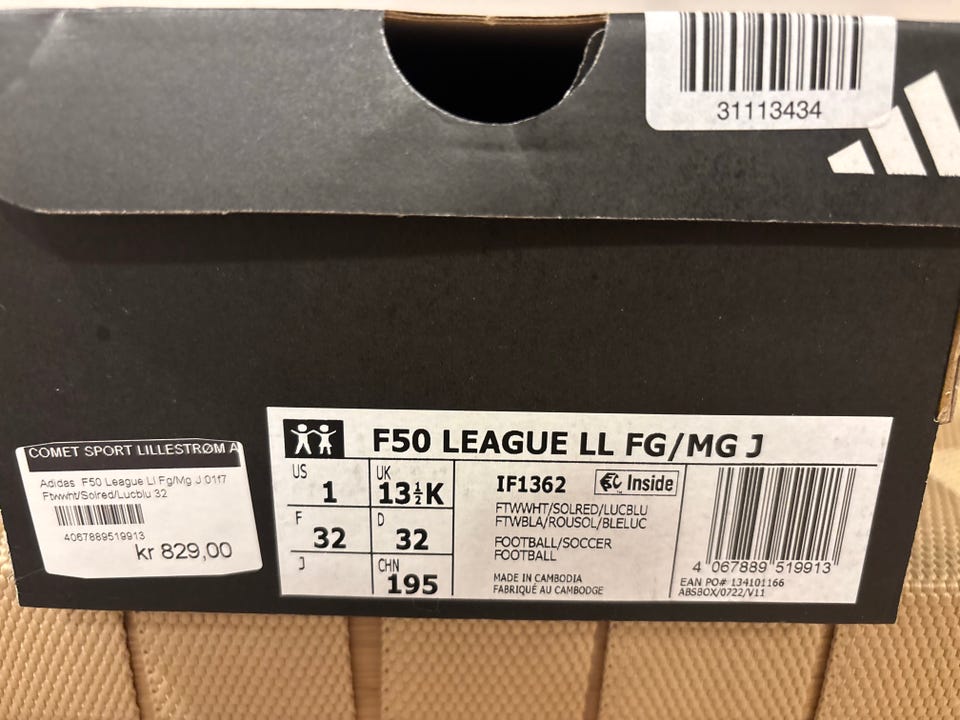 31113434
COMET SPORT LILLESTRØM A
Adidas F50 League Ll Fg/Mg J 01f7
Ftwwht/Solred/Lucblu 32
4067889519913
kr 829,00
F50 LEAGUE LL FG/MG J
US 1
UK 13½K
F 32
D 32
J
CHN 195
IF1362
Inside
FTWWHT/SOLRED/LUCBLU
FTWBLA/ROUSOL/BLELUC
FOOTBALL/SOCCER
FOOTBALL
MADE IN CAMBODIA
FABRIQUÉ AU CAMBODGE
4 067889 519913
EAN PO# 134101166
ABSBOX/0722/V11